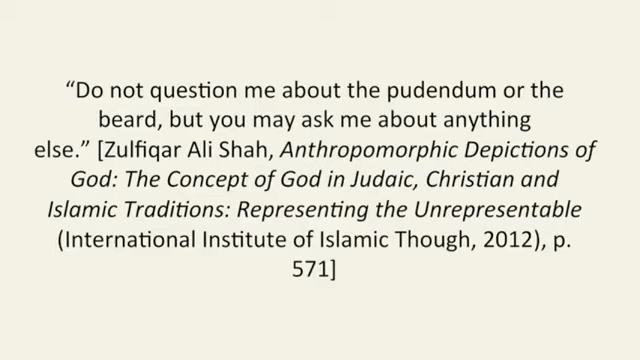 “Do not question me about the pudendum or the
beard, but you may ask me about anything
else.” [Zulfiqar Ali Shah, Anthropomorphic Depictions of
God: The Concept of God in Judaic, Christian and
Islamic Traditions: Representing the Unrepresentable
(International Institute of Islamic Though, 2012), p.
571]